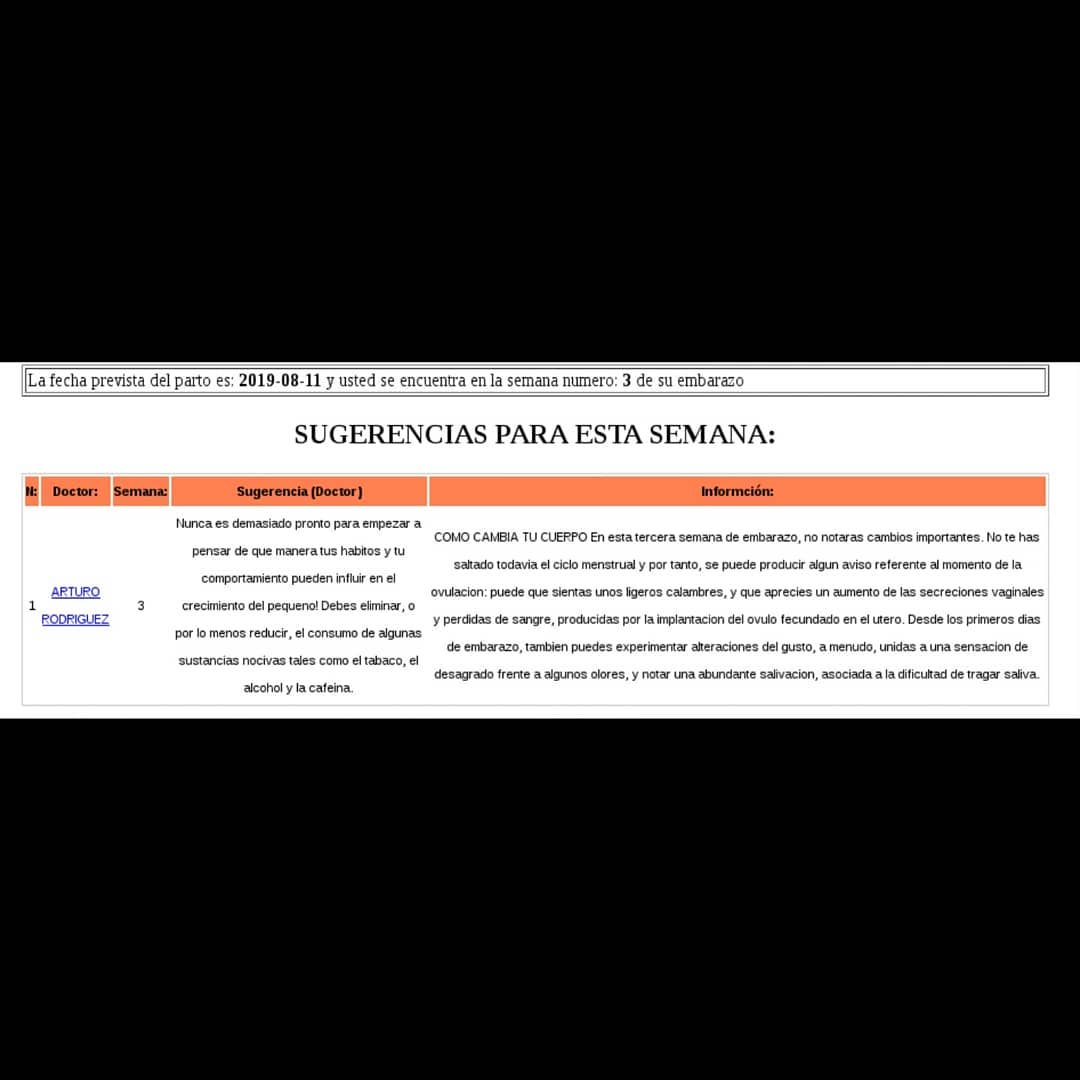 La fecha prevista del parto es: 2019-08-11 y usted se encuentra en la semana numero: 3 de su embarazo
SUGERENCIAS PARA ESTA SEMANA:
N: Doctor: Semana: Sugerencia (Doctor) Informción:
1
ARTURO
RODRIGUEZ
3
Nunca es demasiado pronto para empezar a
pensar de que manera tus habitos y tu
comportamiento pueden influir en el
crecimiento del pequeno! Debes eliminar, o
por lo menos reducir, el consumo de algunas
sustancias nocivas tales como el tabaco, el
alcohol y la cafeina.
COMO CAMBIA TU CUERPO En esta tercera semana de embarazo, no notaras cambios importantes. No te has
saltado todavia el ciclo menstrual y por tanto, se puede producir algun aviso referente al momento de la
ovulacion: puede que sientas unos ligeros calambres, y que aprecies un aumento de las secreciones vaginales
y perdidas de sangre, producidas por la implantacion del ovulo fecundado en el utero. Desde los primeros dias
de embarazo, tambien puedes experimentar alteraciones del gusto, a menudo, unidas a una sensacion de
desagrado frente a algunos olores, y notar una abundante salivacion, asociada a la dificultad de tragar saliva.